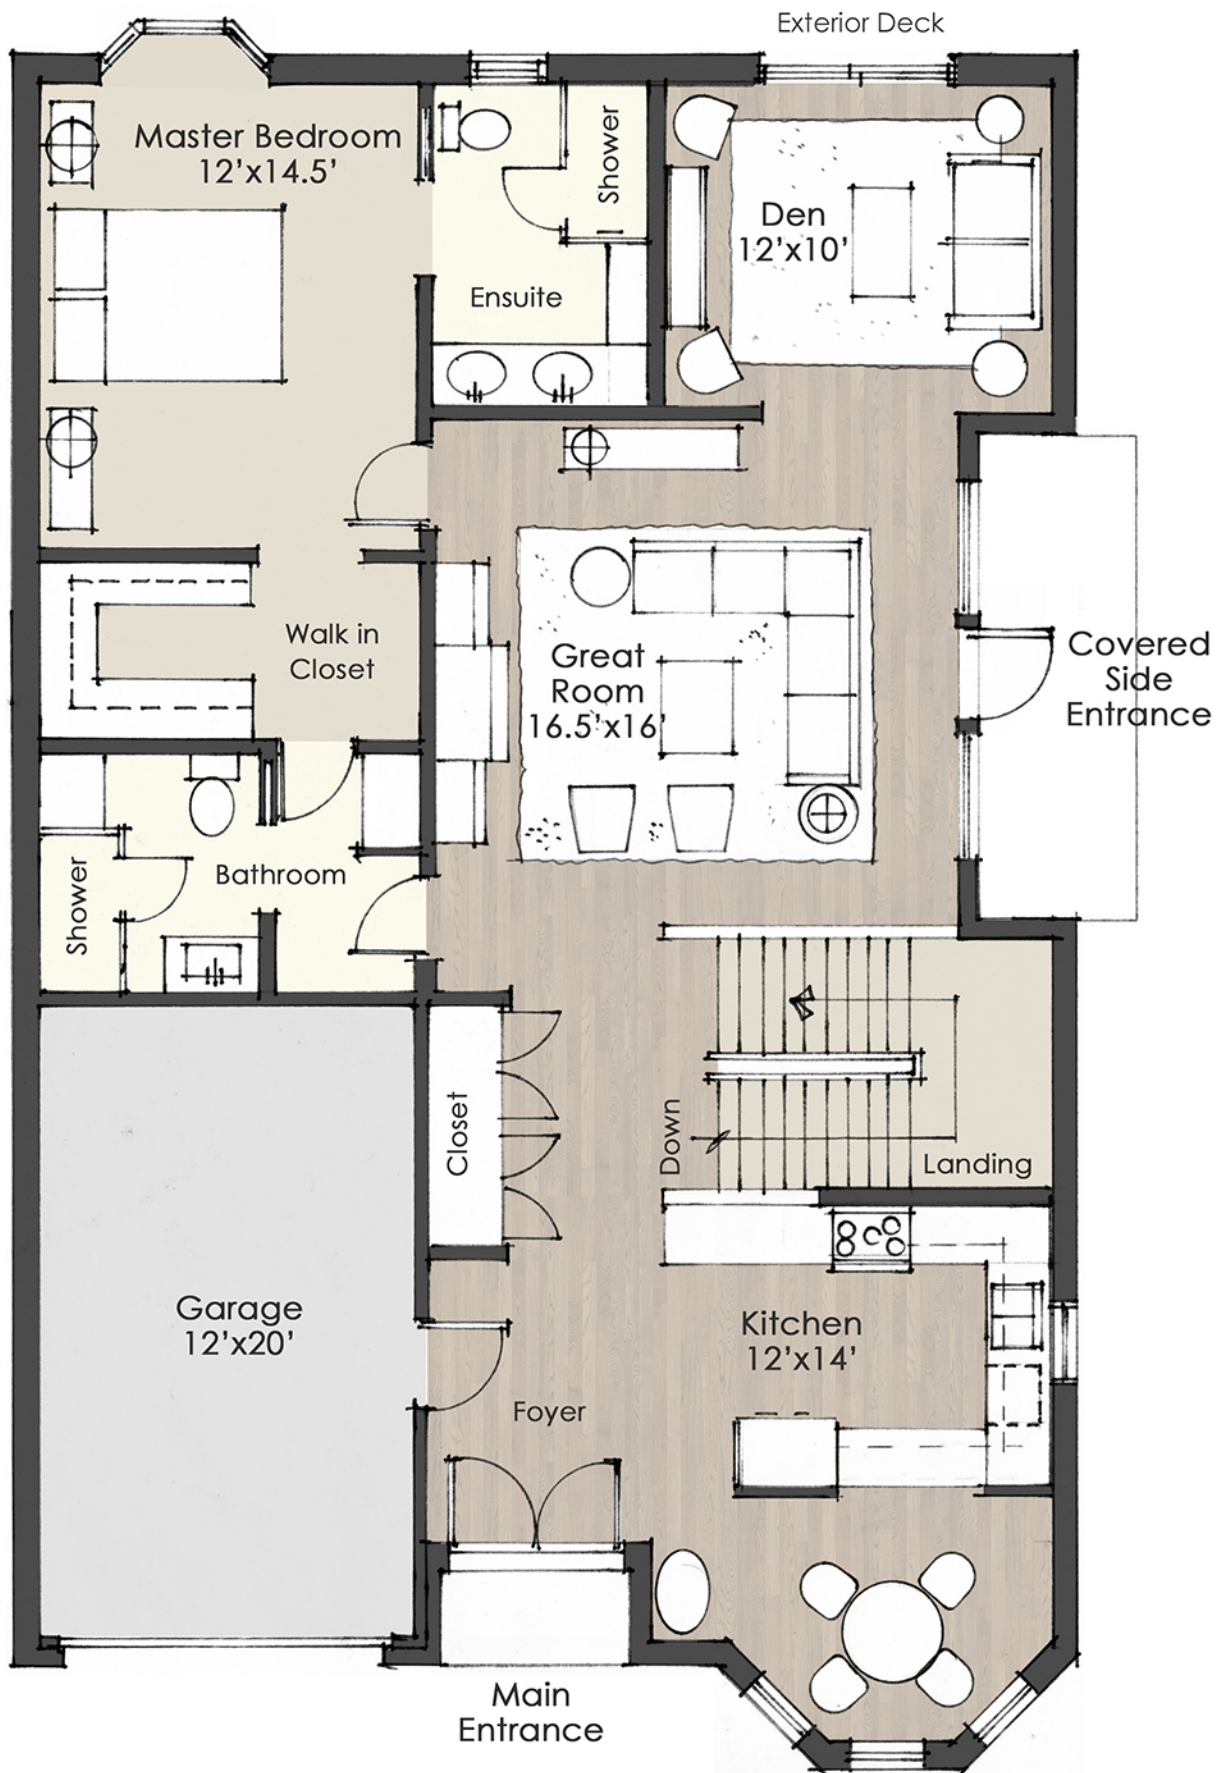 Exterior Deck
Master Bedroom
12'x14.5'
Shower
Den
12'x10'
Ensuite
Walk in
Closet
Great
Room
16.5'x16'
Covered
Side
Entrance
Shower
Bathroom
Closet
Down
Landing
Garage
12'x20'
Kitchen
12'x14'
Foyer
Main
Entrance